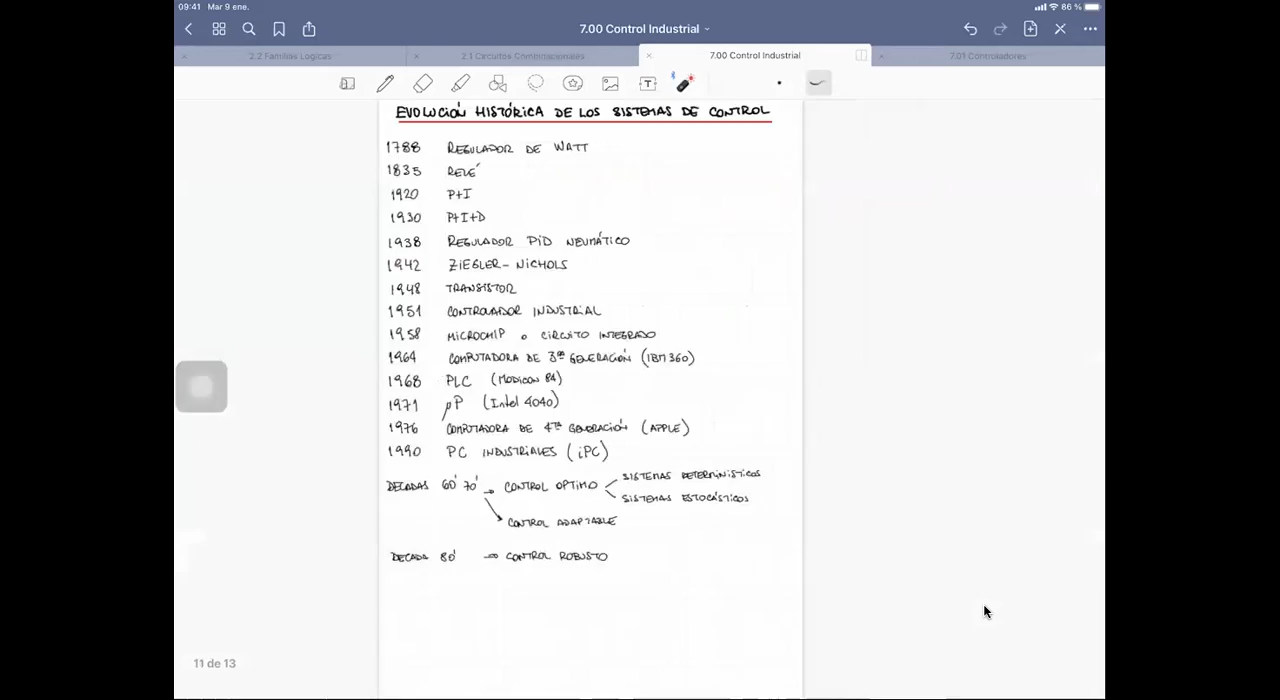 09:41 Mar 9 ene.
86 %
7.00 Control Industrial
2.2 Familias Logicas
2.1 Circuitos Combinacionales
7.00 Control Industrial
7.01 Controladores
EVOLUCIÓN HISTÓRICA DE LOS SISTEMAS DE CONTROL
1788 REGULADOR DE WATT
1835 RELÉ
1920 P+I
1930 P+I+D
1938 REGULADOR PID NEUMÁTICO
1942 ZIEGLER-NICHOLS
1948 TRANSISTOR
1951 CONTROLADOR INDUSTRIAL
1958 MICROCHIP o CIRCUITO INTEGRADO
1964 COMPUTADORA DE 3ra GENERACIÓN (IBM 360)
1968 PLC (MODICON 84)
1971 μP (Intel 4040)
1976 COMPUTADORA DE 4ta GENERACIÓN (APPLE)
1990 PC INDUSTRIALES (iPC)
DECADAS 60' 70' → CONTROL OPTIMO SISTEMAS DETERMINISTICOS
SISTEMAS ESTOCÁSTICOS
CONTROL ADAPTABLE
DECADA 80' → CONTROL ROBUSTO
11 de 13